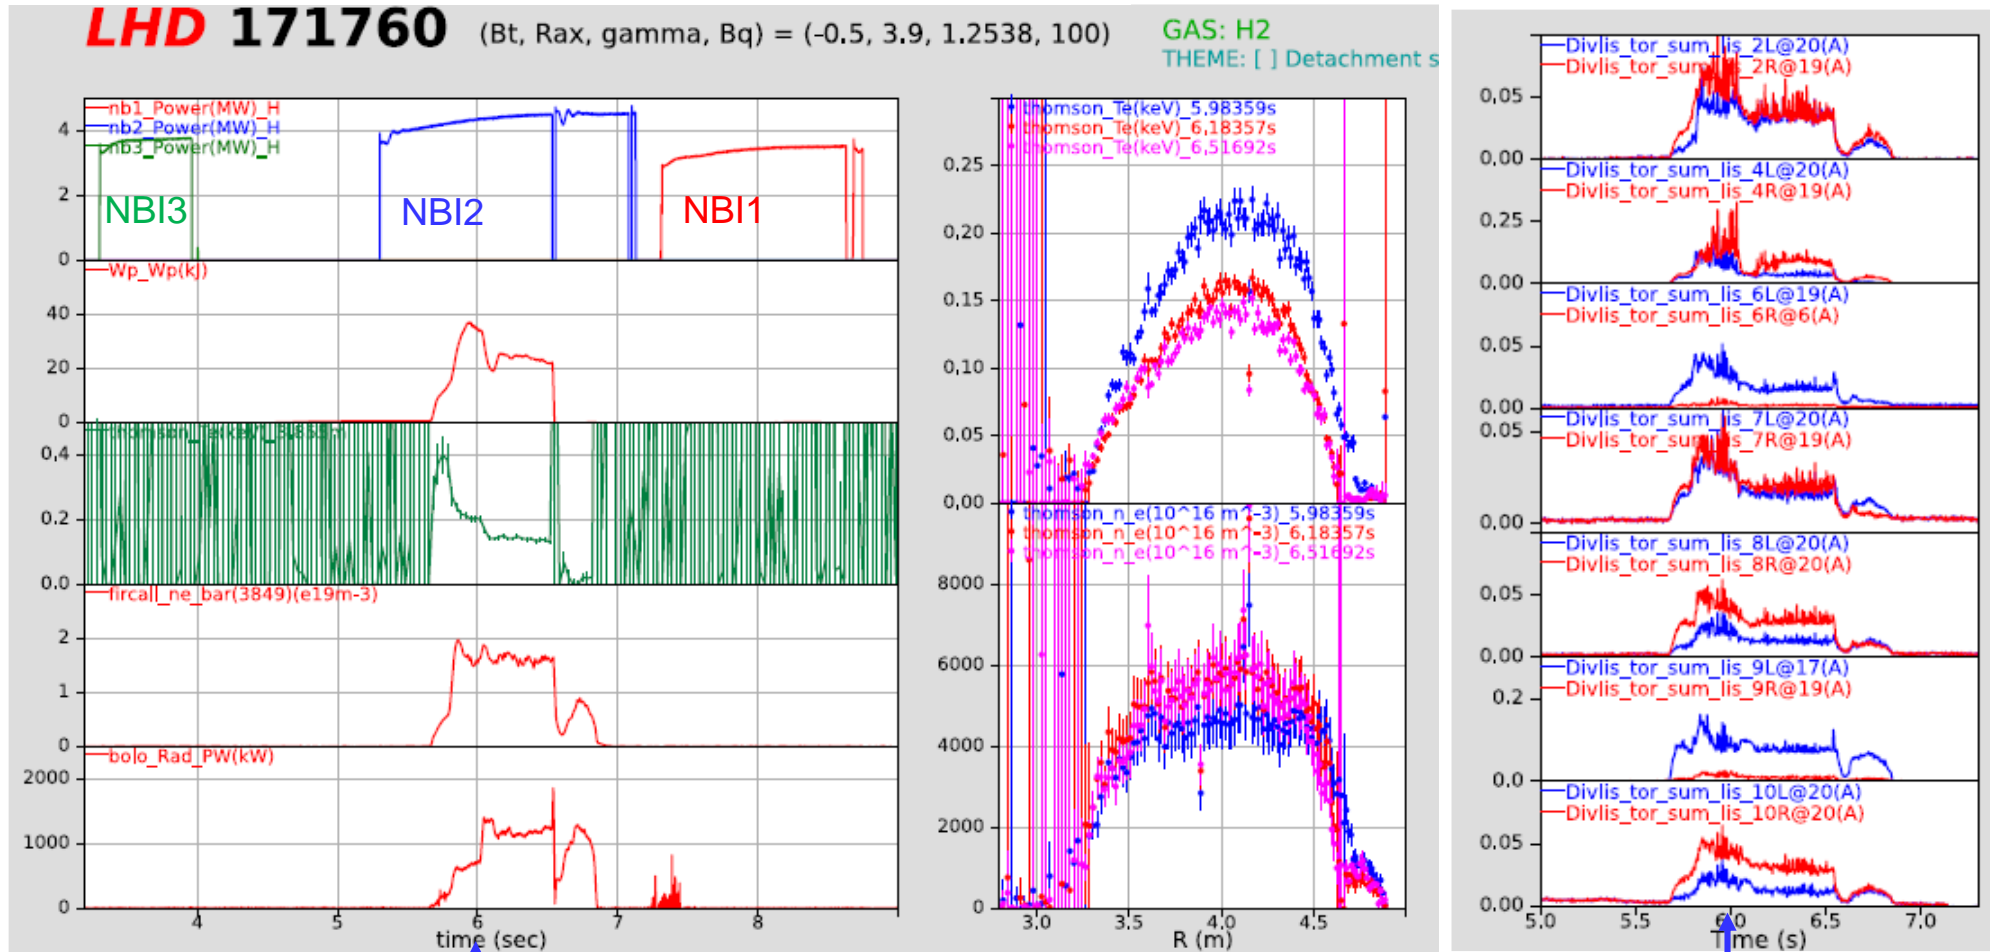 LHD 171760 (Bt, Rax, gamma, Bq) = (-0.5, 3.9, 1.2538, 100)
GAS: H2
THEME: [ ] Detachment s
nb1_Power(MW)_H
nb2_Power(MW)_H
nb3_Power(MW)_H
4
2
0
NBI3
NBI2
NBI1
Wp_Wp(kJ)
40
20
0
0,4
0.2
0.0
fircall_ne_bar(3849)(e19m-3)
2
1
0
bolo_Rad_PW(kW)
2000
1000
0
4 5 6 7 8
time (sec)
thomson_Te(keV)_5,98359s
thomson_Te(keV)_6,18357s
thomson_Te(keV)_6,51692s
0.25
0,20
0,15
0,10
0.05
0,00
thomson_n_e(10^16 m^-3)_5,98359s
thomson_n_e(10^16 m^-3)_6,18357s
thomson_n_e(10^16 m^-3)_6,51692s
8000
6000
4000
2000
0
3.0 3.5 4.0 4.5
R (m)
Divlis_tor_sum_lis_2L@20(A)
Divlis_tor_sum_lis_2R@19(A)
0,05
0.00
Divlis_tor_sum_lis_4L@20(A)
Divlis_tor_sum_lis_4R@19(A)
0.25
0.00
Divlis_tor_sum_lis_6L@19(A)
Divlis_tor_sum_lis_6R@6(A)
0.05
0.00
Divlis_tor_sum_lis_7L@20(A)
Divlis_tor_sum_lis_7R@19(A)
0.05
0.00
Divlis_tor_sum_lis_8L@20(A)
Divlis_tor_sum_lis_8R@20(A)
0,05
0.00
Divlis_tor_sum_lis_9L@17(A)
Divlis_tor_sum_lis_9R@19(A)
0.2
0.0
Divlis_tor_sum_lis_10L@20(A)
Divlis_tor_sum_lis_10R@20(A)
0.05
0.00
5.0 5.5 6.0 6.5 7.0
Time (s)